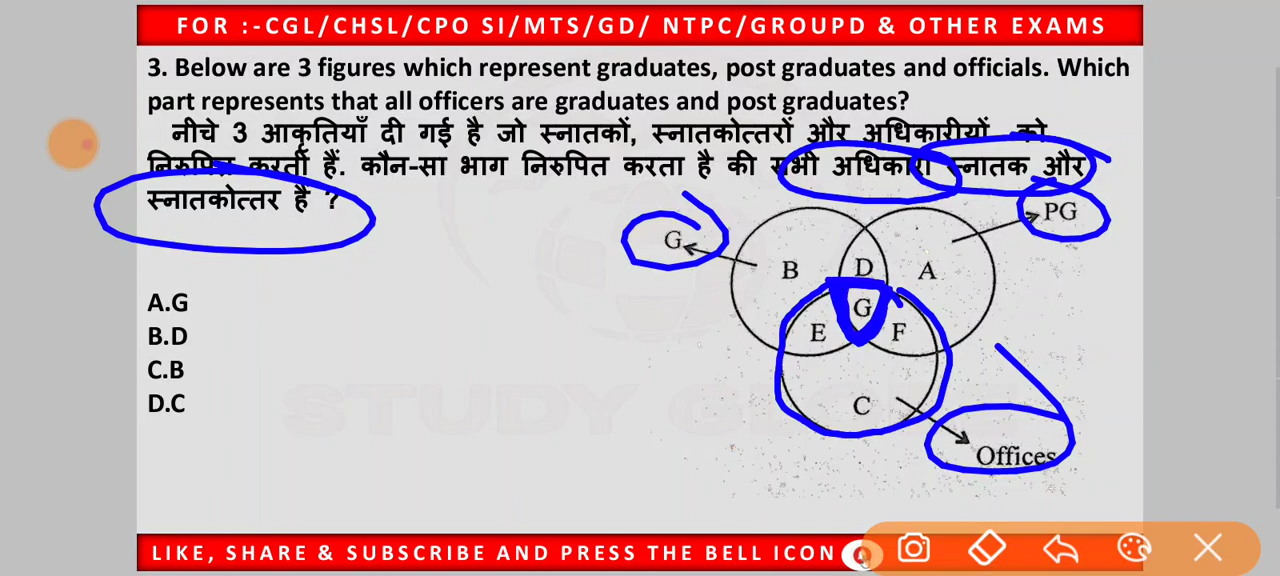 FOR :-CGL/CHSL/CPO SI/MTS/GD/ NTPC/GROUPD & OTHER EXAMS
3. Below are 3 figures which represent graduates, post graduates and officials. Which
part represents that all officers are graduates and post graduates?
नीचे 3 आकृतियाँ दी गई है जो स्नातकों, स्नातकोत्तरों और अधिकारीयों को
निरुपित करती हैं. कौन-सा भाग निरुपित करता है की सभी अधिकारी स्नातक और
स्नातकोत्तर हैं ?
PG
G
B D A
A.G
G
B.D
E F
C.B
D.C
C
Offices
STUDY
LIKE, SHARE & SUBSCRIBE AND PRESS THE BELL ICON